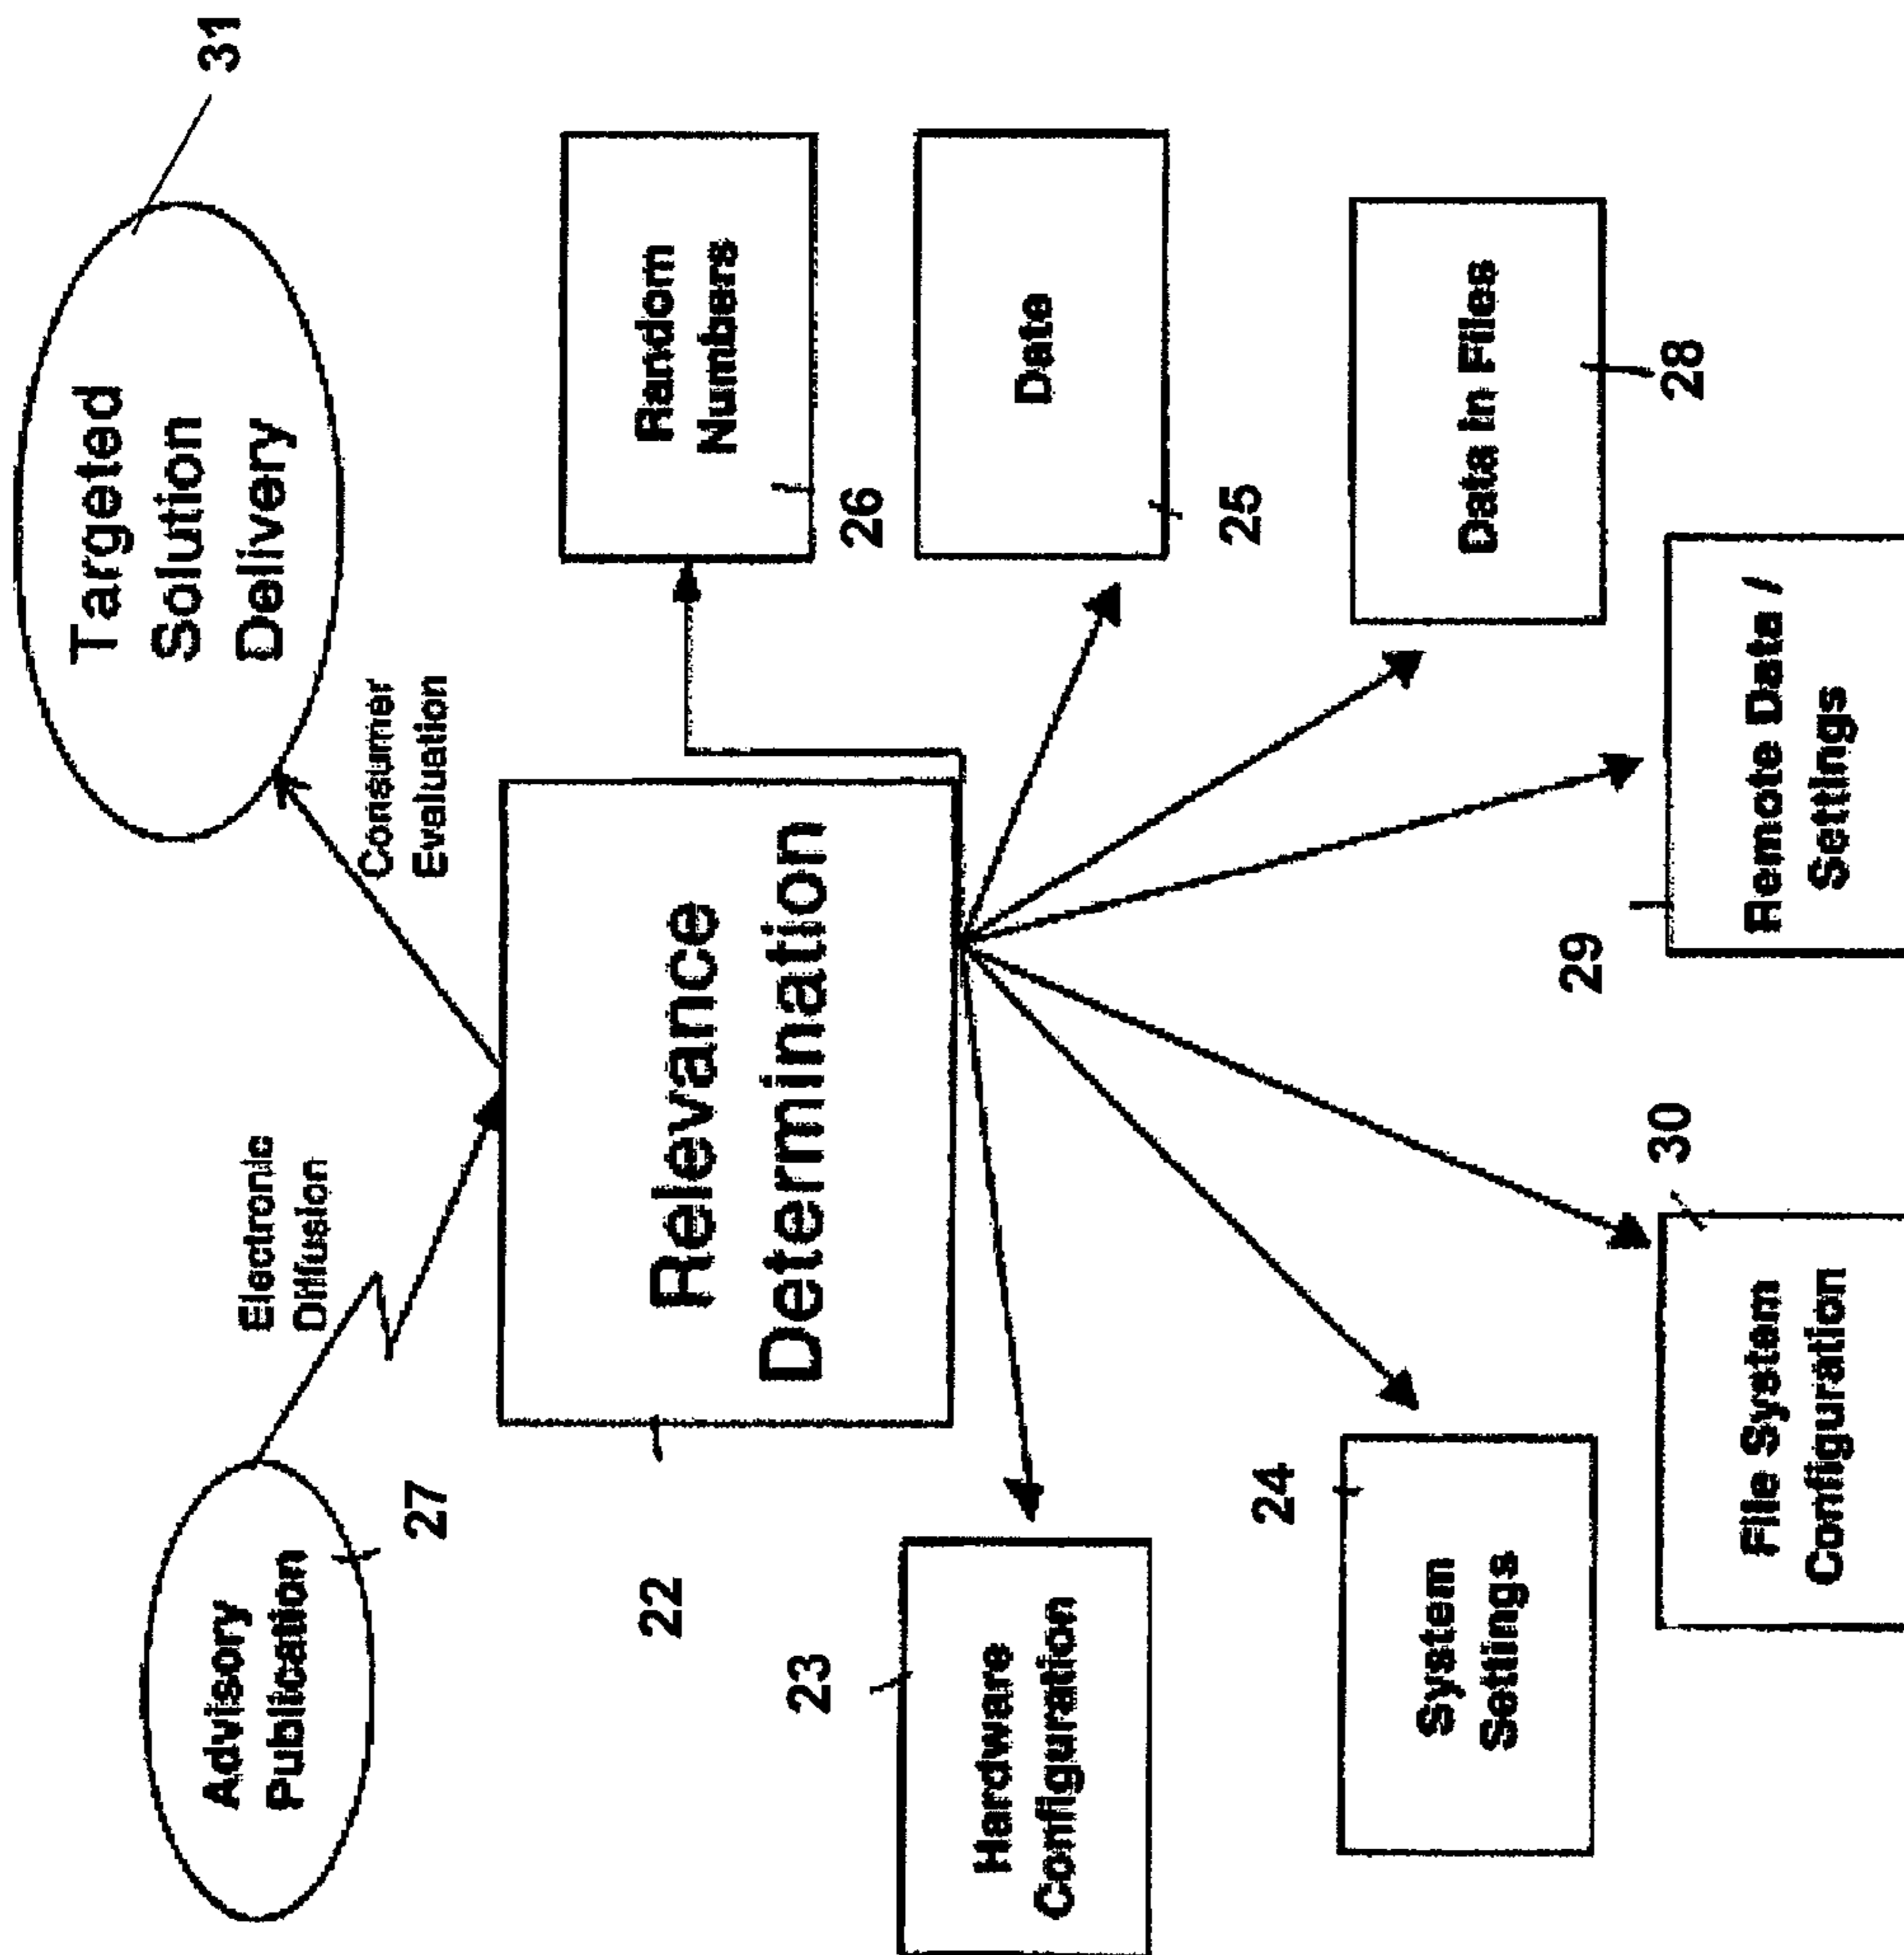 Advisory
Publication
27
Electronic
Diffusion
Consumer
Evaluation
Targeted
Solution
Delivery
31
22
Relevance
Determination
23
Hardware
Configuration
24
System
Settings
30
File System
Configuration
29
Remote Data /
Settings
Data in Files
28
Date
25
Random
Numbers
26